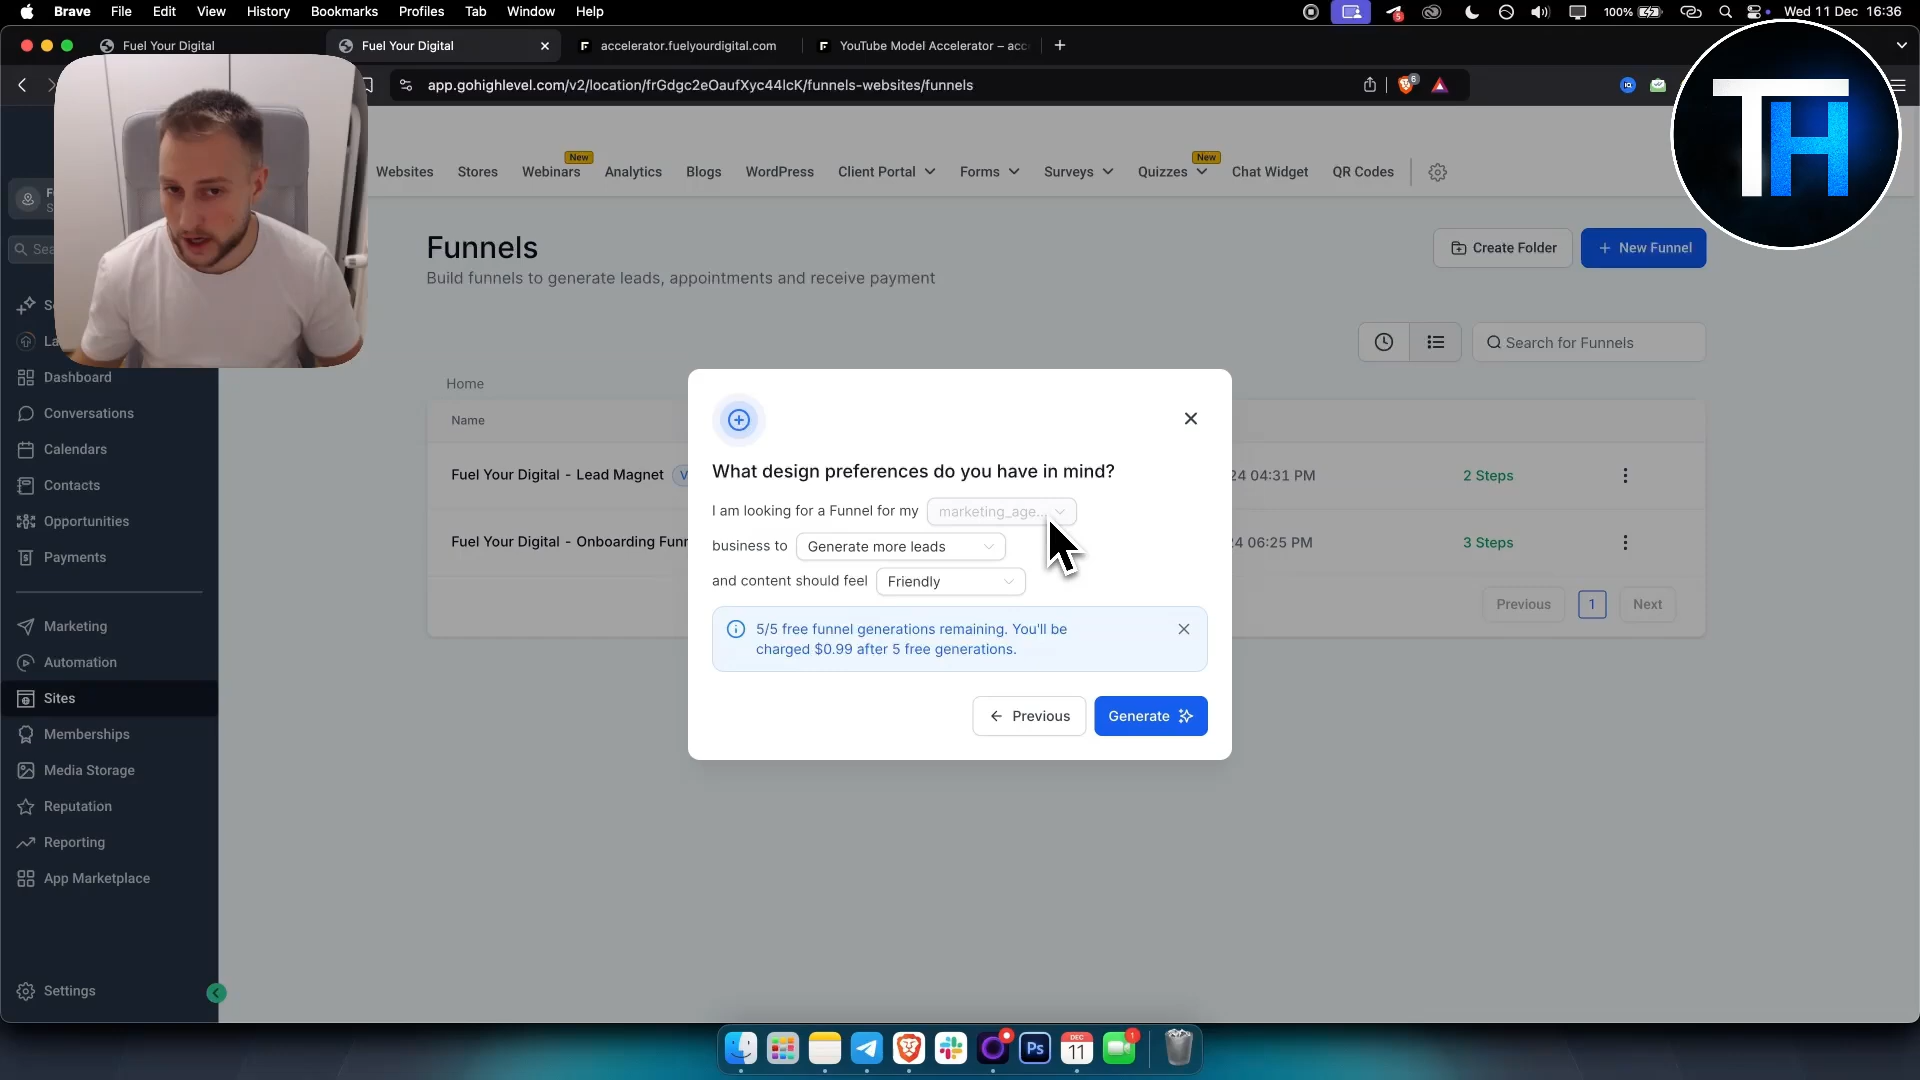 Brave File Edit View History Bookmarks Profiles Tab Window Help
5
100%
Wed 11 Dec 16:36
Fuel Your Digital
Fuel Your Digital
accelerator.fuelyourdigital.com
YouTube Model Accelerator – acc
app.gohighlevel.com/v2/location/frGdgc2eOaufXyc44lcK/funnels-websites/funnels
6
TH
Websites
Stores
New
Webinars
Analytics
Blogs
WordPress
Client Portal
Forms
Surveys
New
Quizzes
Chat Widget
QR Codes
Sea
Dashboard
Conversations
Calendars
Contacts
Opportunities
Payments
Marketing
Automation
Sites
Memberships
Media Storage
Reputation
Reporting
App Marketplace
Settings
Funnels
Build funnels to generate leads, appointments and receive payment
Create Folder
+ New Funnel
Search for Funnels
Home
Name
Fuel Your Digital - Lead Magnet
24 04:31 PM
2 Steps
Fuel Your Digital - Onboarding Funn
24 06:25 PM
3 Steps
Previous
1
Next
What design preferences do you have in mind?
I am looking for a Funnel for my marketing_age...
business to Generate more leads
and content should feel Friendly
5/5 free funnel generations remaining. You'll be
charged $0.99 after 5 free generations.
Previous
Generate
Ps
DEC
11
1